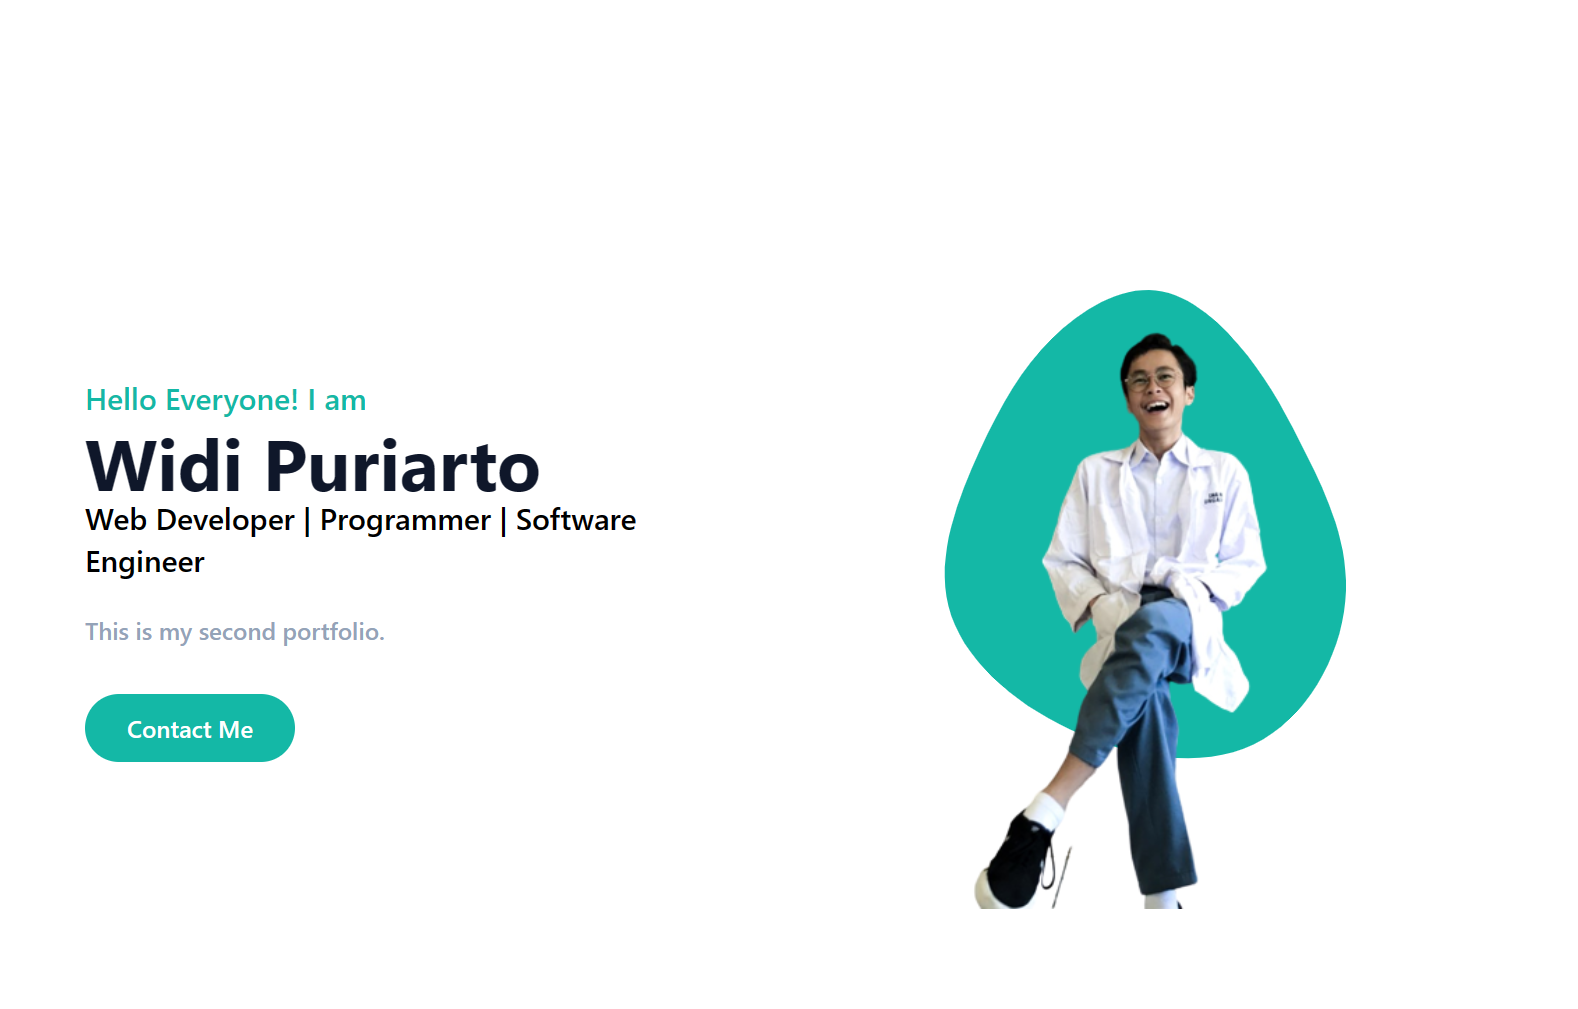 Hello Everyone! I am
Widi Puriarto
Web Developer | Programmer | Software
Engineer
This is my second portfolio.
Contact Me